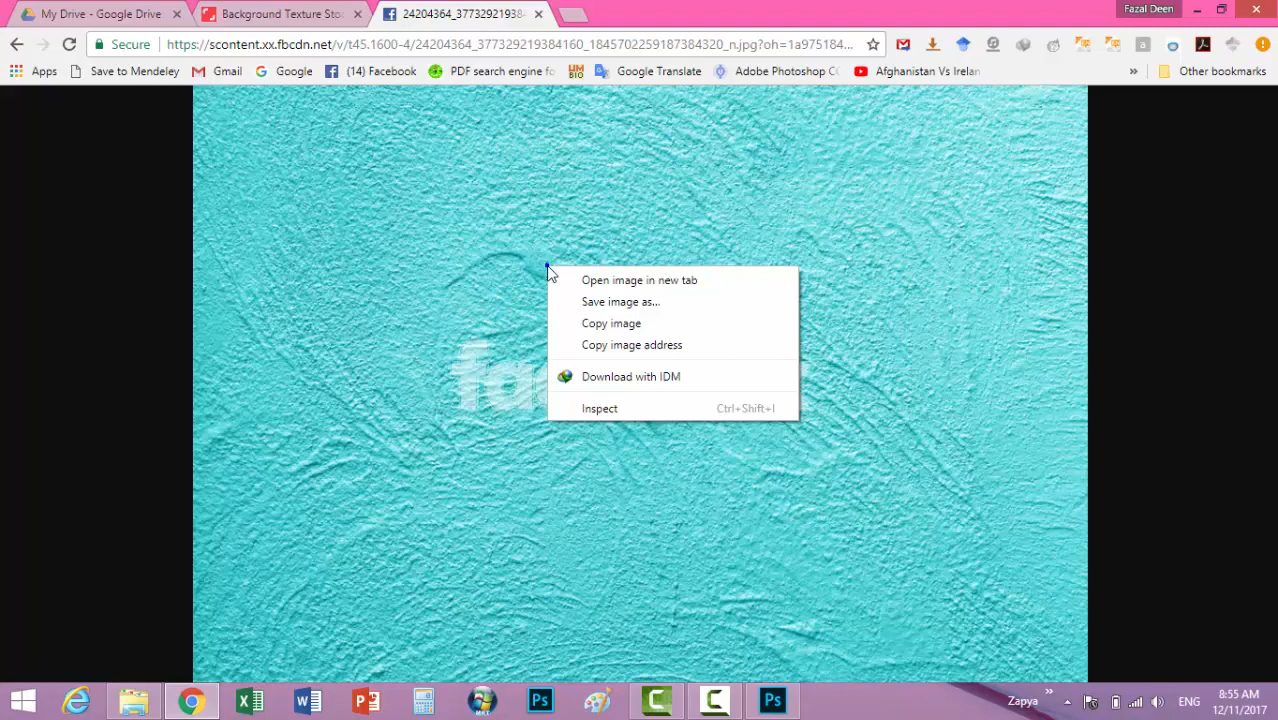 My Drive - Google Drive
Background Texture Sto
24204364_37732921938
Fazal Deen
Secure
https://scontent.xx.fbcdn.net/v/t45.1600-4/24204364_377329219384160_1845702259187384320_n.jpg?oh=1a975184...
Apps
Save to Mendeley
Gmail
Google
(14) Facebook
PDF search engine fo
Google Translate
Adobe Photoshop CC
Afghanistan Vs Irelan
»
Other bookmarks
Open image in new tab
Save image as...
Copy image
Copy image address
Download with IDM
Inspect
Ctrl+Shift+I
Zapya
»
ENG
8:55 AM
12/11/2017